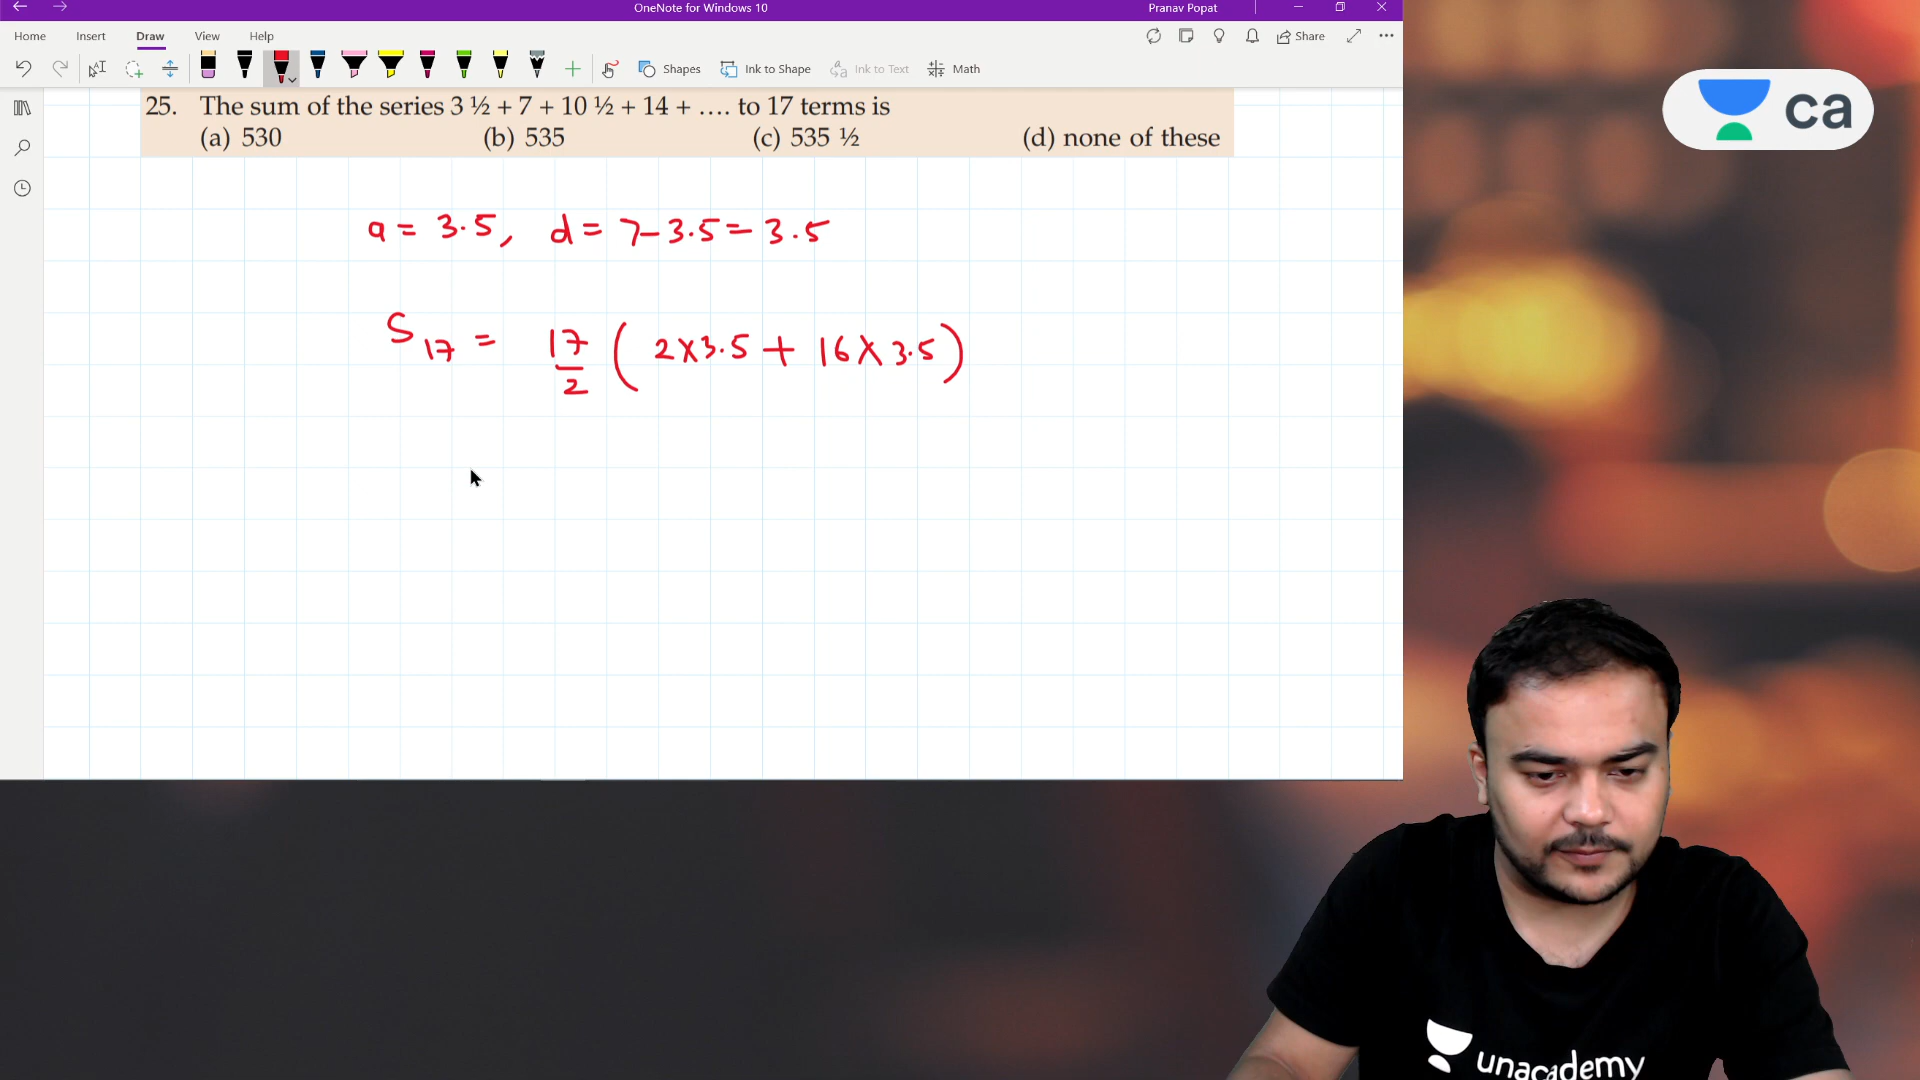 OneNote for Windows 10
Pranav Popat
Home Insert Draw View Help
Share
Shapes Ink to Shape Ink to Text Math
25. The sum of the series 3 ½ + 7 + 10 ½ + 14 + .... to 17 terms is
(a) 530 (b) 535 (c) 535 ½ (d) none of these
a = 3.5, d = 7-3.5 = 3.5
S17 = 17/2 ( 2×3.5 + 16×3.5 )
ca
unacademy